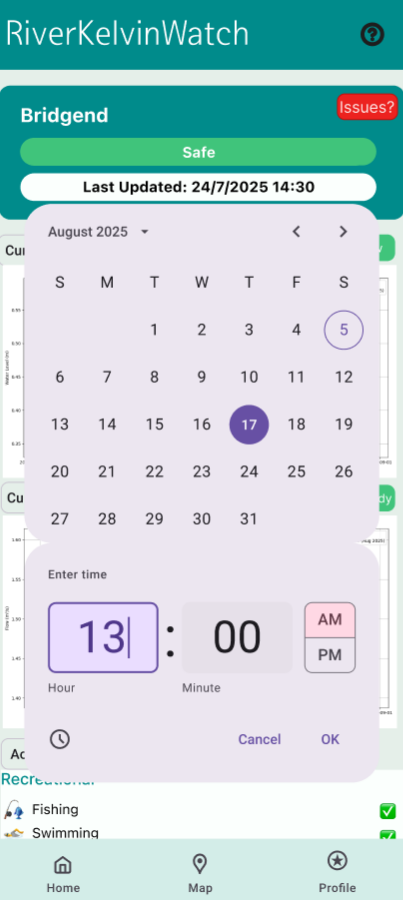 RiverKelvinWatch
Bridgend
Issues?
Safe
Last Updated: 24/7/2025 14:30
August 2025
S M T W T F S
1 2 3 4 5
6 7 8 9 10 11 12
13 14 15 16 17 18 19
20 21 22 23 24 25 26
27 28 29 30 31
Enter time
13 : 00
AM
PM
Hour Minute
Cancel OK
Recreational
Fishing
Swimming
Home Map Profile